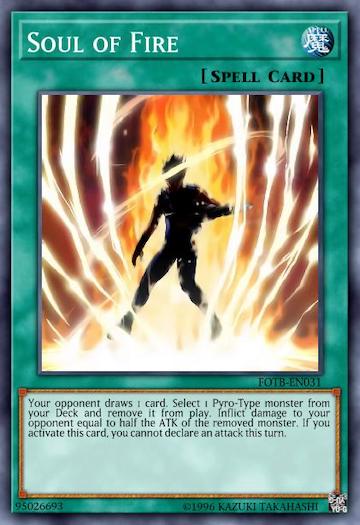 Soul of Fire
魔
[Spell Card]
FOTB-EN031
Your opponent draws 1 card. Select 1 Pyro-Type monster from
your Deck and remove it from play. Inflict damage to your
opponent equal to half the ATK of the removed monster. If you
activate this card, you cannot declare an attack this turn.
95026693
©1996 KAZUKI TAKAHASHI